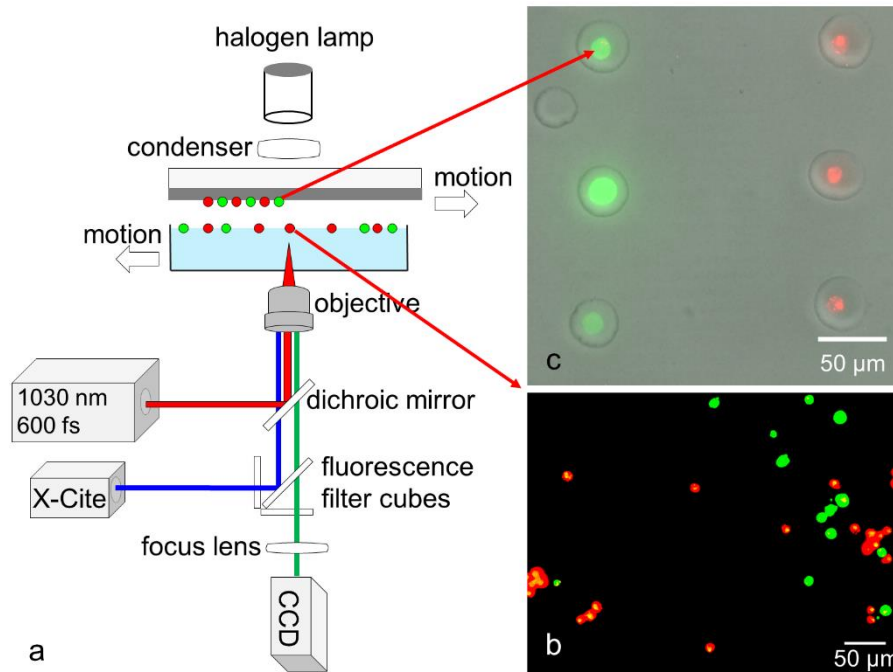 halogen lamp
condenser
motion
motion
objective
1030 nm
600 fs
dichroic mirror
X-Cite
fluorescence
filter cubes
focus lens
CCD
a
c
50 µm
b
50 µm